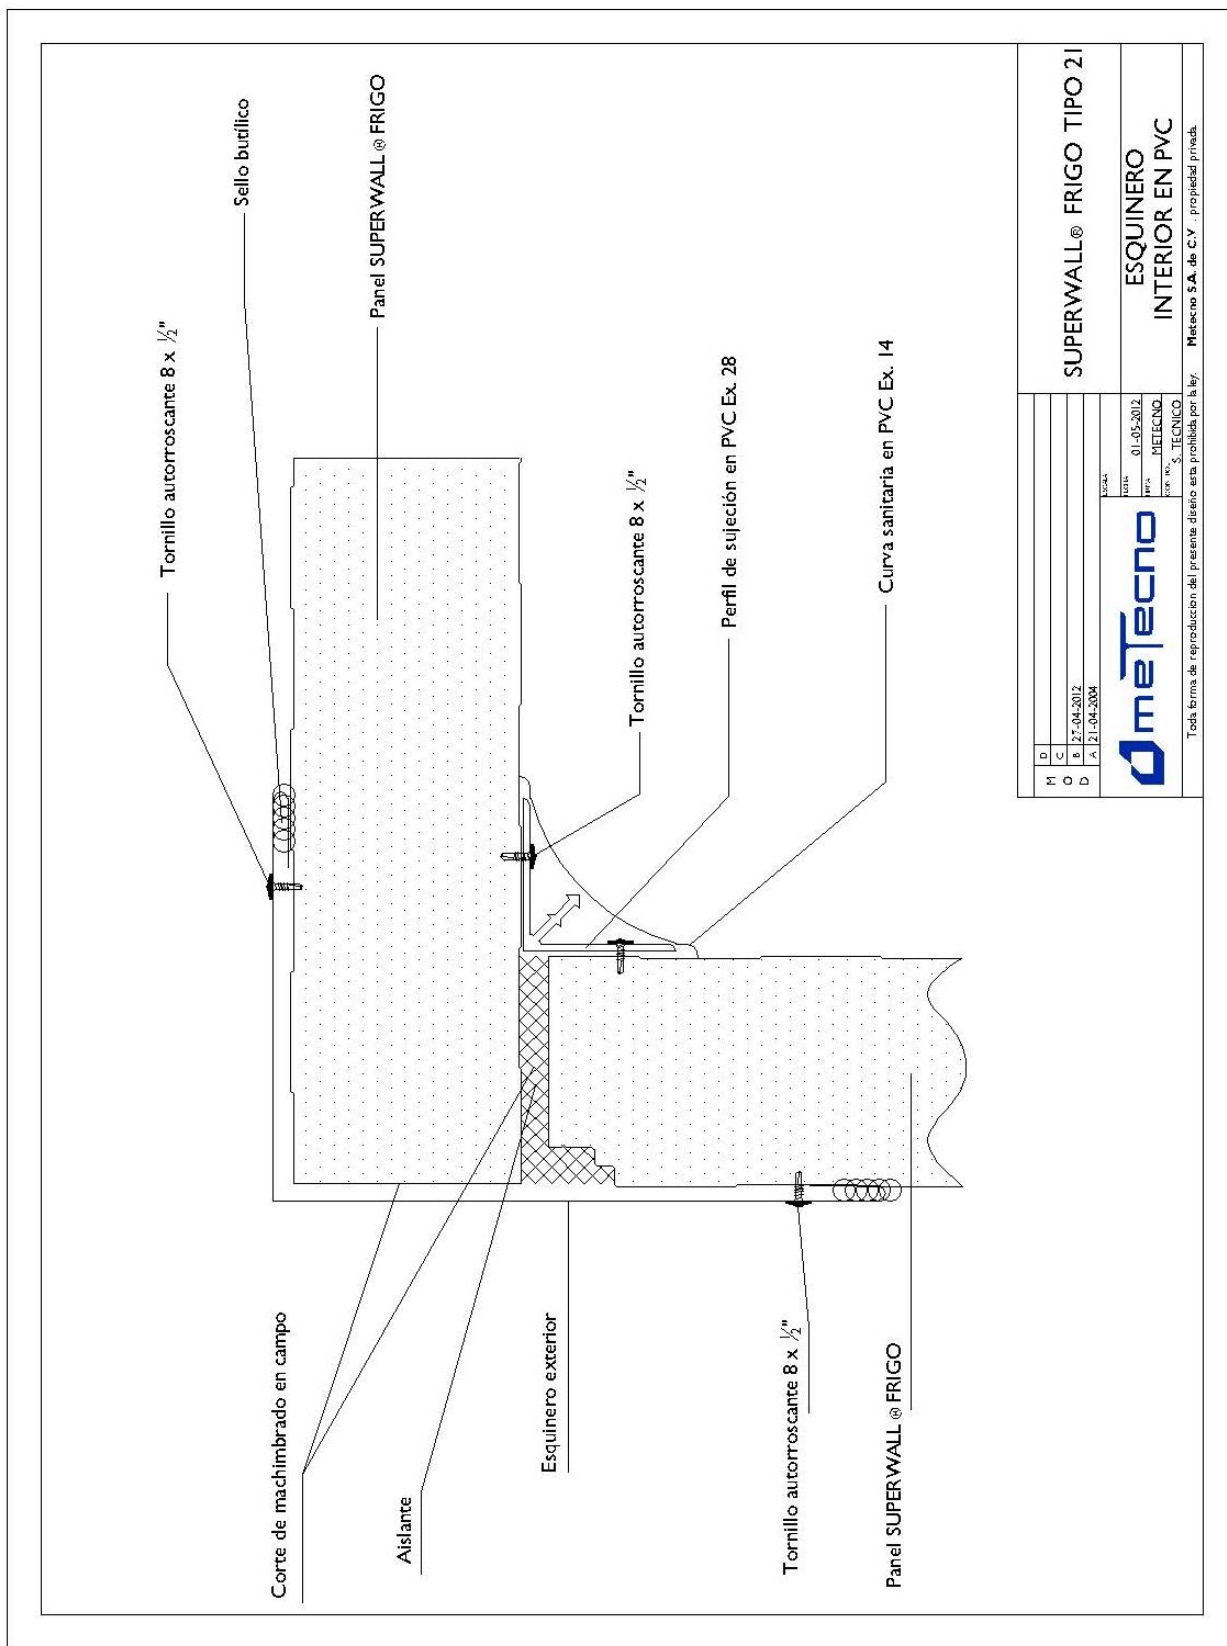 Corte de machimbrado en campo
Aislante
Esquinero exterior
Tornillo autorroscante 8 x ½"
Panel SUPERWALL ® FRIGO
Tornillo autorroscante 8 x ½"
Sello butílico
Panel SUPERWALL ® FRIGO
Tornillo autorroscante 8 x ½"
Perfil de sujeción en PVC Ex. 28
Curva sanitaria en PVC Ex. 14
M
O
D
D
C
B 27-04-2012
A 21-04-2004
SUPERWALL® FRIGO TIPO 21
meTecno
ESCALA
FECHA 01-05-2012
METECNO
S. TECNICO
ESQUINERO
INTERIOR EN PVC
Toda forma de reproduccion del presente diseño esta prohibida por la ley. Metecno S.A. de C.V. . propiedad privada.